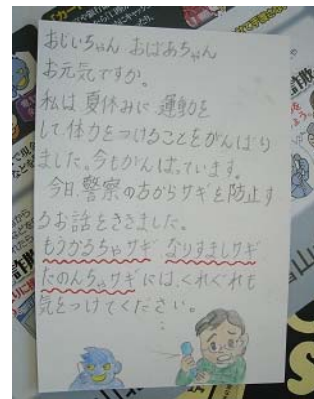 おじいちゃん おばあちゃん
お元気ですか。
私は夏休みに運動を
して体力をつけることをがんばり
ました。今もがんばっています。
今日、警察の方からサギを防止す
るお話をききました。
もうかるちゃサギ なりすましサギ
たのんちゃサギには、くれぐれも
気をつけてください。